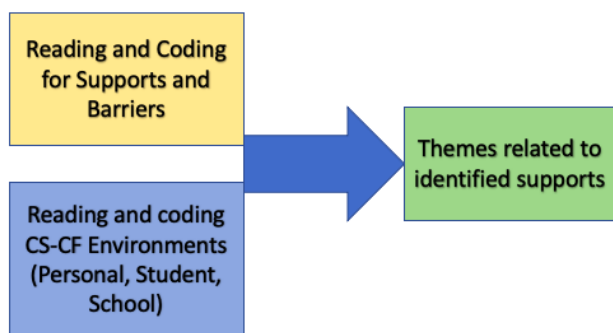 Reading and Coding
for Supports and
Barriers
Themes related to
identified supports
Reading and coding
CS-CF Environments
(Personal, Student,
School)